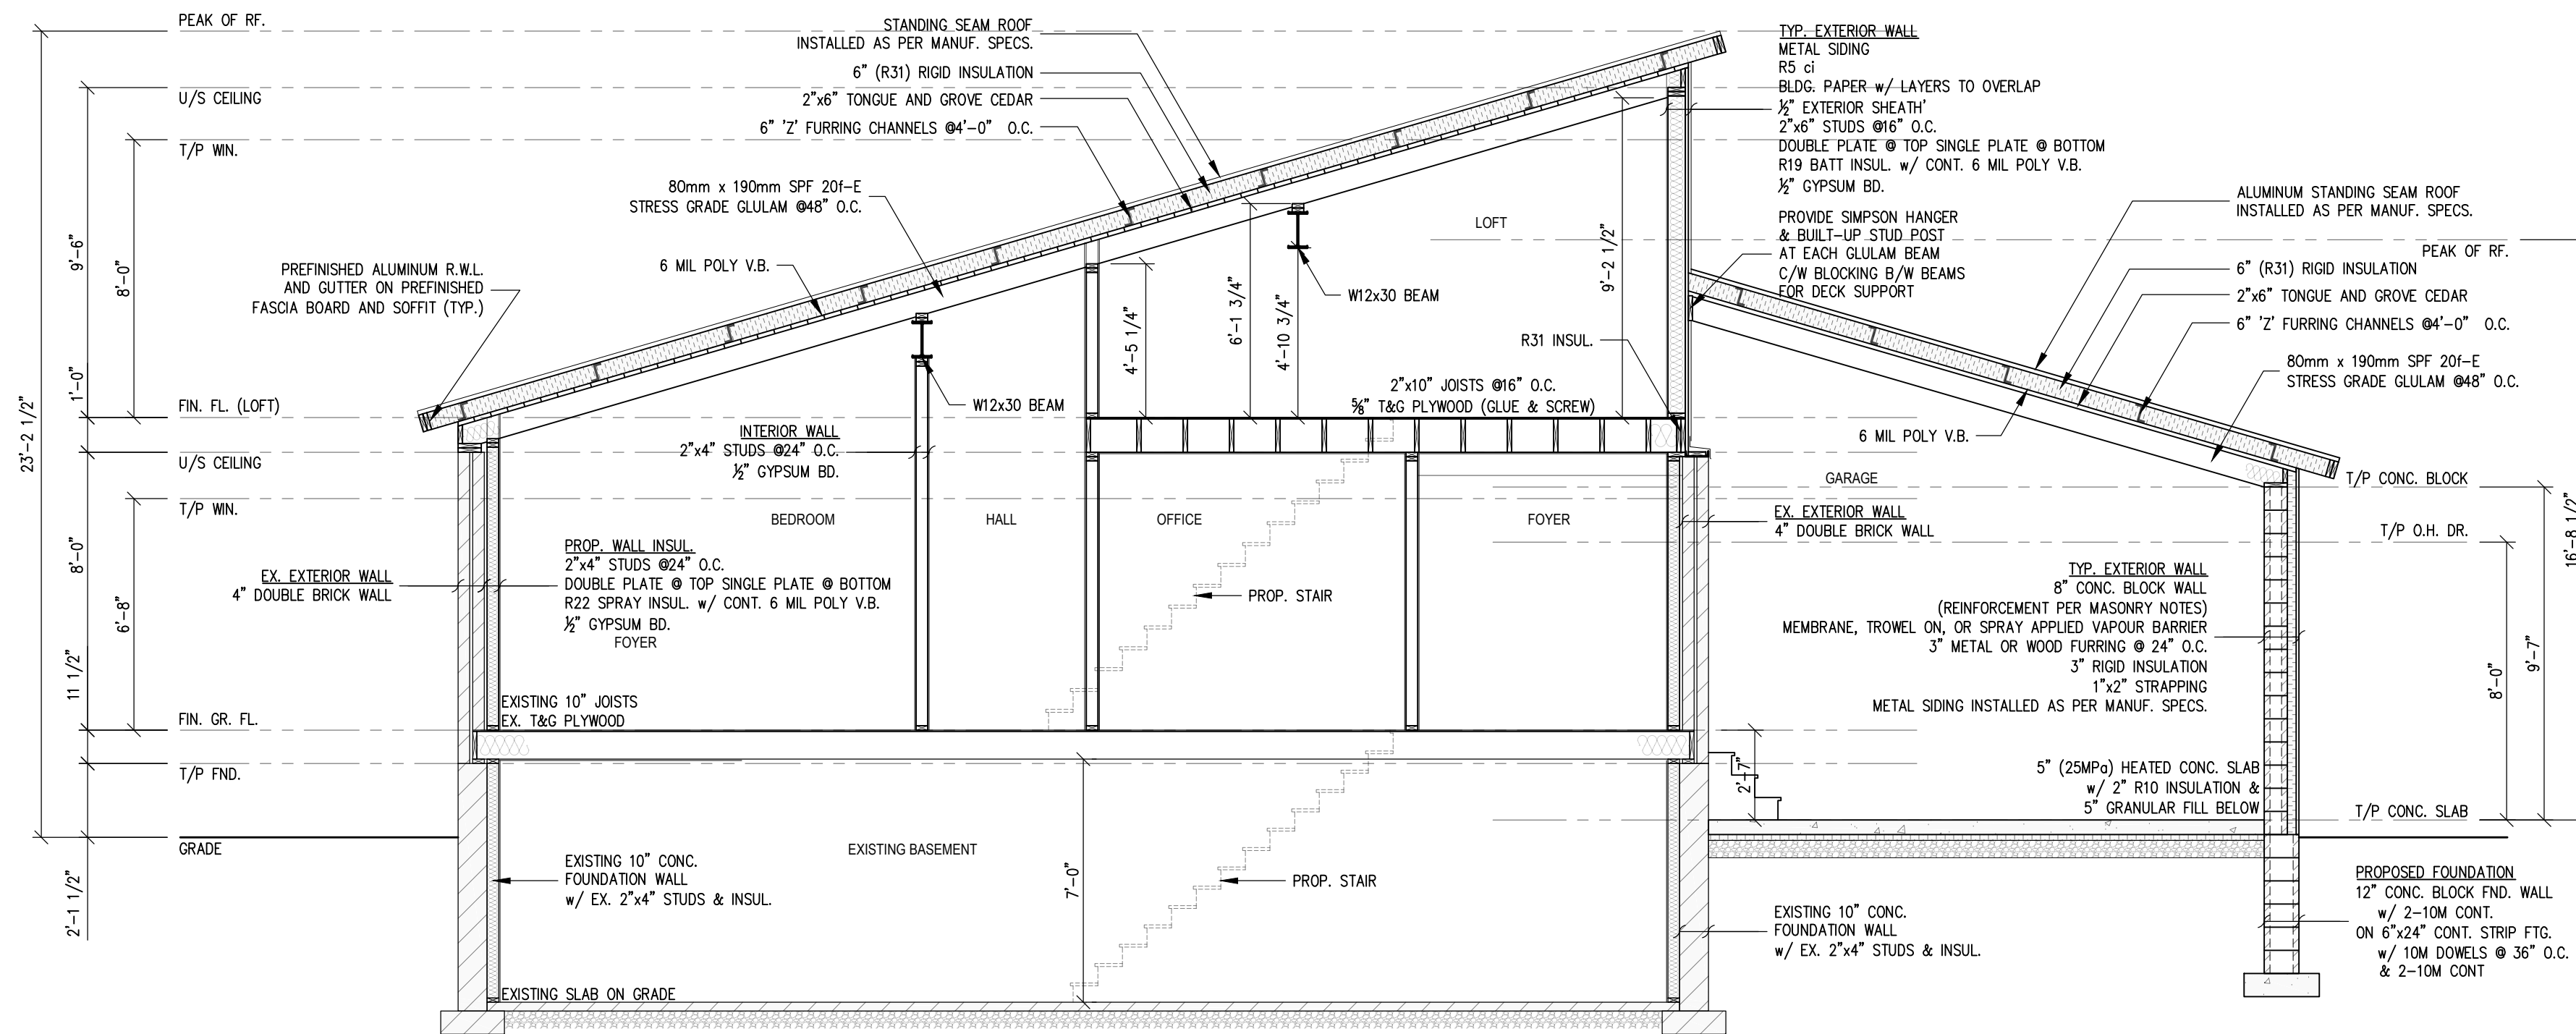 PEAK OF RF.
U/S CEILING
T/P WIN.
FIN. FL. (LOFT)
U/S CEILING
T/P WIN.
FIN. GR. FL.
T/P FND.
GRADE
23'-2 1/2"
9'-6"
8'-0"
1'-0"
8'-0"
6'-8"
11 1/2"
2'-1 1/2"
STANDING SEAM ROOF
INSTALLED AS PER MANUF. SPECS.
6" (R31) RIGID INSULATION
2"x6" TONGUE AND GROVE CEDAR
6" 'Z' FURRING CHANNELS @4'-0" O.C.
80mm x 190mm SPF 20f-E
STRESS GRADE GLULAM @48" O.C.
6 MIL POLY V.B.
PREFINISHED ALUMINUM R.W.L.
AND GUTTER ON PREFINISHED
FASCIA BOARD AND SOFFIT (TYP.)
W12x30 BEAM
W12x30 BEAM
LOFT
4'-5 1/4"
6'-1 3/4"
4'-10 3/4"
9'-2 1/2"
R31 INSUL.
2"x10" JOISTS @16" O.C.
⅝" T&G PLYWOOD (GLUE & SCREW)
TYP. EXTERIOR WALL
METAL SIDING
R5 ci
BLDG. PAPER w/ LAYERS TO OVERLAP
½" EXTERIOR SHEATH'
2"x6" STUDS @16" O.C.
DOUBLE PLATE @ TOP SINGLE PLATE @ BOTTOM
R19 BATT INSUL. w/ CONT. 6 MIL POLY V.B.
½" GYPSUM BD.
PROVIDE SIMPSON HANGER
& BUILT-UP STUD POST
AT EACH GLULAM BEAM
C/W BLOCKING B/W BEAMS
FOR DECK SUPPORT
ALUMINUM STANDING SEAM ROOF
INSTALLED AS PER MANUF. SPECS.
PEAK OF RF.
6" (R31) RIGID INSULATION
2"x6" TONGUE AND GROVE CEDAR
6" 'Z' FURRING CHANNELS @4'-0" O.C.
80mm x 190mm SPF 20f-E
STRESS GRADE GLULAM @48" O.C.
6 MIL POLY V.B.
INTERIOR WALL
2"x4" STUDS @24" O.C.
½" GYPSUM BD.
BEDROOM
HALL
OFFICE
FOYER
GARAGE
EX. EXTERIOR WALL
4" DOUBLE BRICK WALL
PROP. WALL INSUL.
2"x4" STUDS @24" O.C.
DOUBLE PLATE @ TOP SINGLE PLATE @ BOTTOM
R22 SPRAY INSUL. w/ CONT. 6 MIL POLY V.B.
½" GYPSUM BD.
FOYER
PROP. STAIR
EX. EXTERIOR WALL
4" DOUBLE BRICK WALL
T/P CONC. BLOCK
T/P O.H. DR.
TYP. EXTERIOR WALL
8" CONC. BLOCK WALL
(REINFORCEMENT PER MASONRY NOTES)
MEMBRANE, TROWEL ON, OR SPRAY APPLIED VAPOUR BARRIER
3" METAL OR WOOD FURRING @ 24" O.C.
3" RIGID INSULATION
1"x2" STRAPPING
METAL SIDING INSTALLED AS PER MANUF. SPECS.
16'-8 1/2"
9'-7"
8'-0"
EXISTING 10" JOISTS
EX. T&G PLYWOOD
2'-7"
5" (25MPa) HEATED CONC. SLAB
w/ 2" R10 INSULATION &
5" GRANULAR FILL BELOW
T/P CONC. SLAB
EXISTING BASEMENT
EXISTING 10" CONC.
FOUNDATION WALL
w/ EX. 2"x4" STUDS & INSUL.
7'-0"
PROP. STAIR
EXISTING 10" CONC.
FOUNDATION WALL
w/ EX. 2"x4" STUDS & INSUL.
PROPOSED FOUNDATION
12" CONC. BLOCK FND. WALL
w/ 2-10M CONT.
ON 6"x24" CONT. STRIP FTG.
w/ 10M DOWELS @ 36" O.C.
& 2-10M CONT
EXISTING SLAB ON GRADE